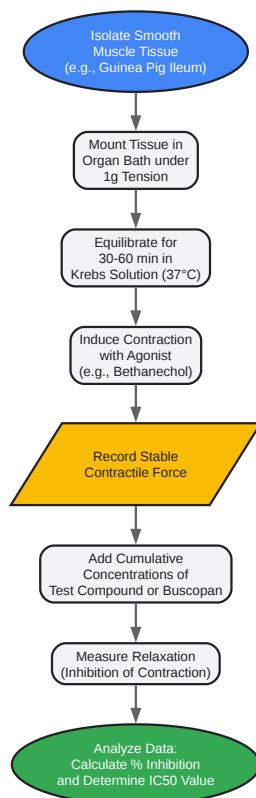 Isolate Smooth
Muscle Tissue
(e.g., Guinea Pig Ileum)
Mount Tissue in
Organ Bath under
1g Tension
Equilibrate for
30-60 min in
Krebs Solution (37°C)
Induce Contraction
with Agonist
(e.g., Bethanechol)
Record Stable
Contractile Force
Add Cumulative
Concentrations of
Test Compound or Buscopan
Measure Relaxation
(Inhibition of Contraction)
Analyze Data:
Calculate % Inhibition
and Determine IC50 Value